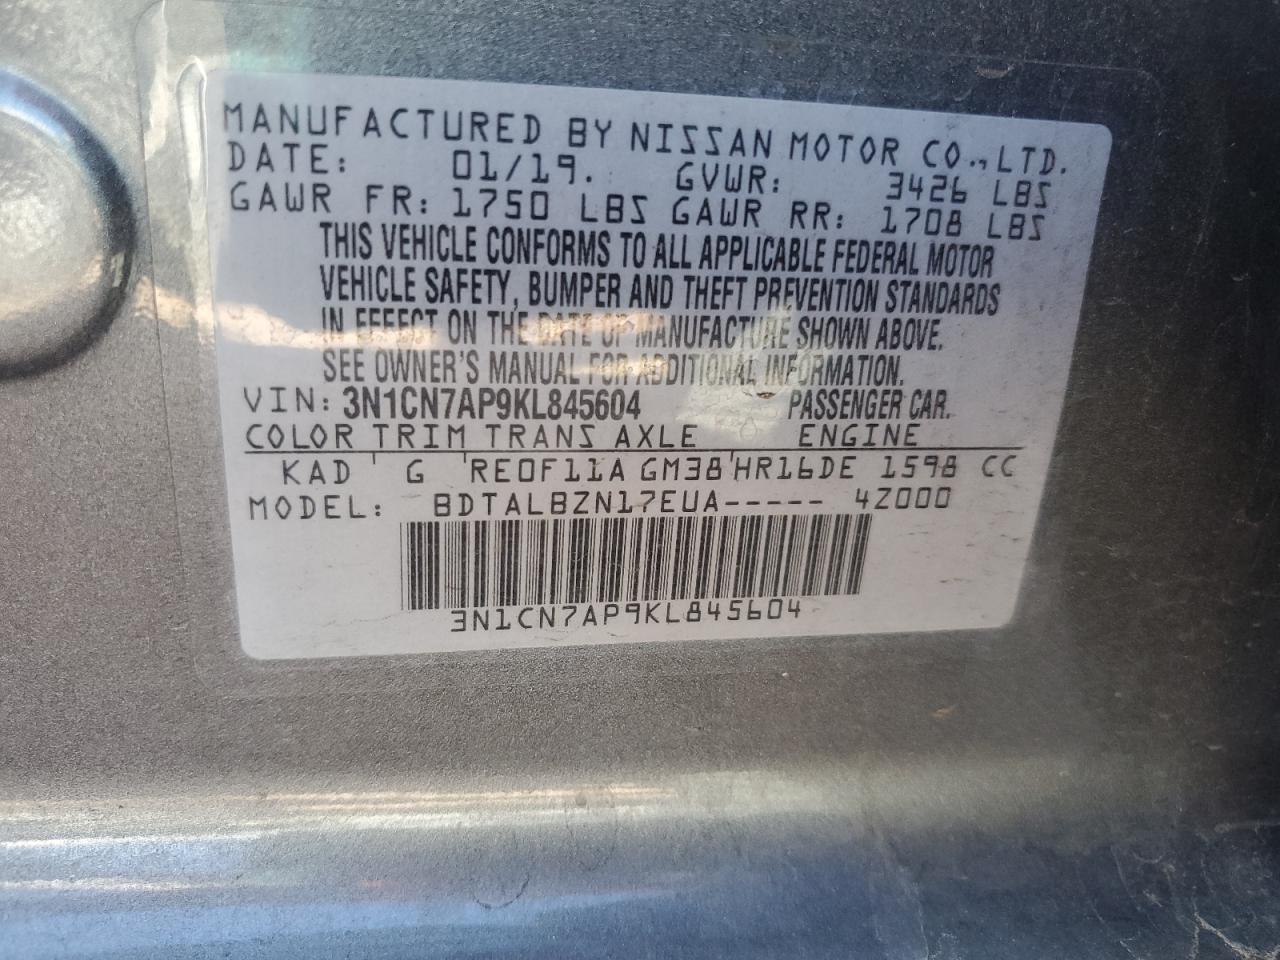 MANUFACTURED BY NISSAN MOTOR CO., LTD.
DATE: 01/19. GVWR: 3426 LBS
GAWR FR: 1750 LBS GAWR RR: 1708 LBS
THIS VEHICLE CONFORMS TO ALL APPLICABLE FEDERAL MOTOR
VEHICLE SAFETY, BUMPER AND THEFT PREVENTION STANDARDS
IN EFFECT ON THE DATE OF MANUFACTURE SHOWN ABOVE.
SEE OWNER'S MANUAL FOR ADDITIONAL INFORMATION.
VIN: 3N1CN7AP9KL845604 PASSENGER CAR.
COLOR TRIM TRANS AXLE ENGINE
KAD ' G 'RE0F11A GM38'HR16DE 1598 CC
MODEL: BDTALBZN17EUA----- 4Z000
3N1CN7AP9KL845604